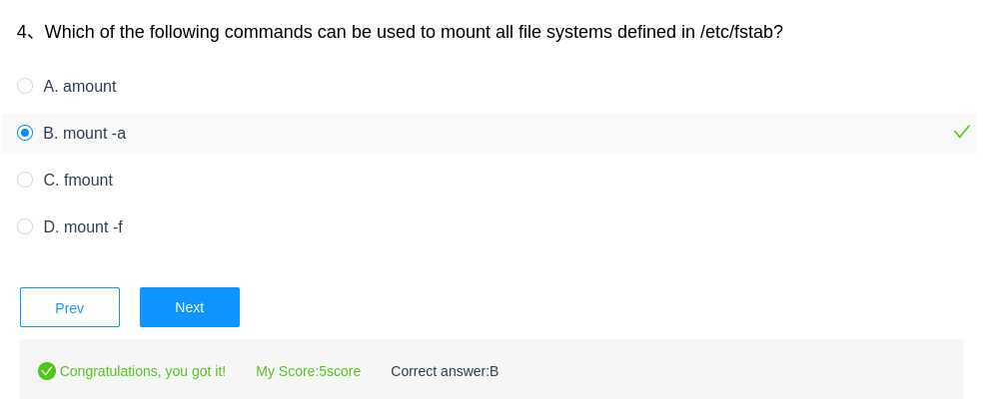 4、Which of the following commands can be used to mount all file systems defined in /etc/fstab?
A. amount
B. mount -a
C. fmount
D. mount -f
Prev Next
Congratulations, you got it! My Score:5score Correct answer:B